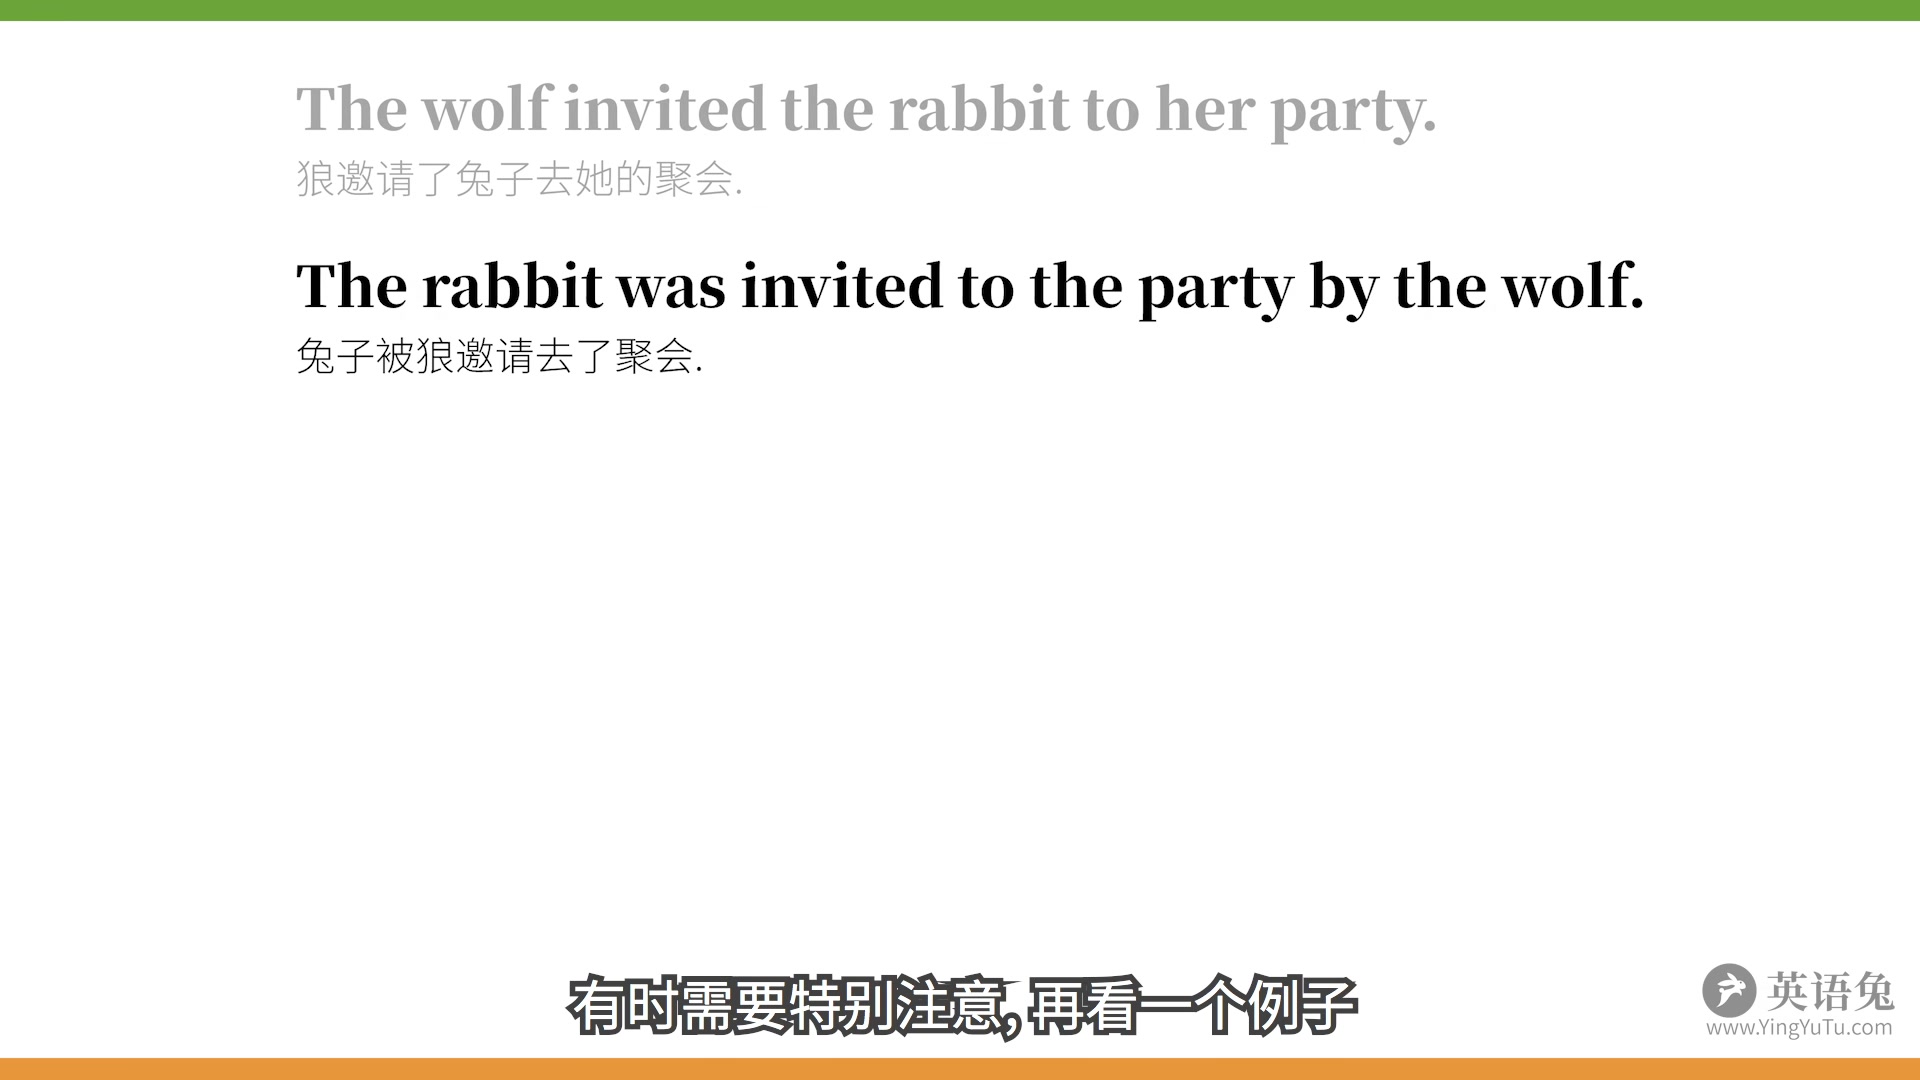 The wolf invited the rabbit to her party.
狼邀请了兔子去她的聚会.
The rabbit was invited to the party by the wolf.
兔子被狼邀请去了聚会.
有时需要特别注意, 再看一个例子
英语兔
www.YingYuTu.com